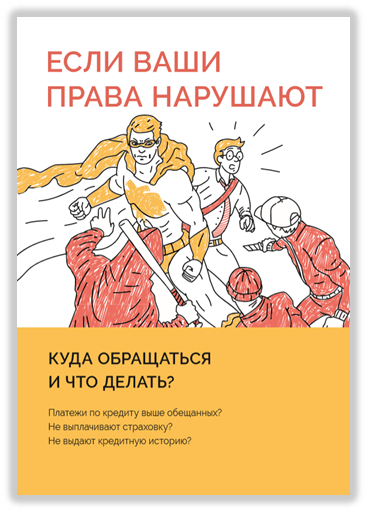 ЕСЛИ ВАШИ
ПРАВА НАРУШАЮТ
КУДА ОБРАЩАТЬСЯ
И ЧТО ДЕЛАТЬ?
Платежи по кредиту выше обещанных?
Не выплачивают страховку?
Не выдают кредитную историю?